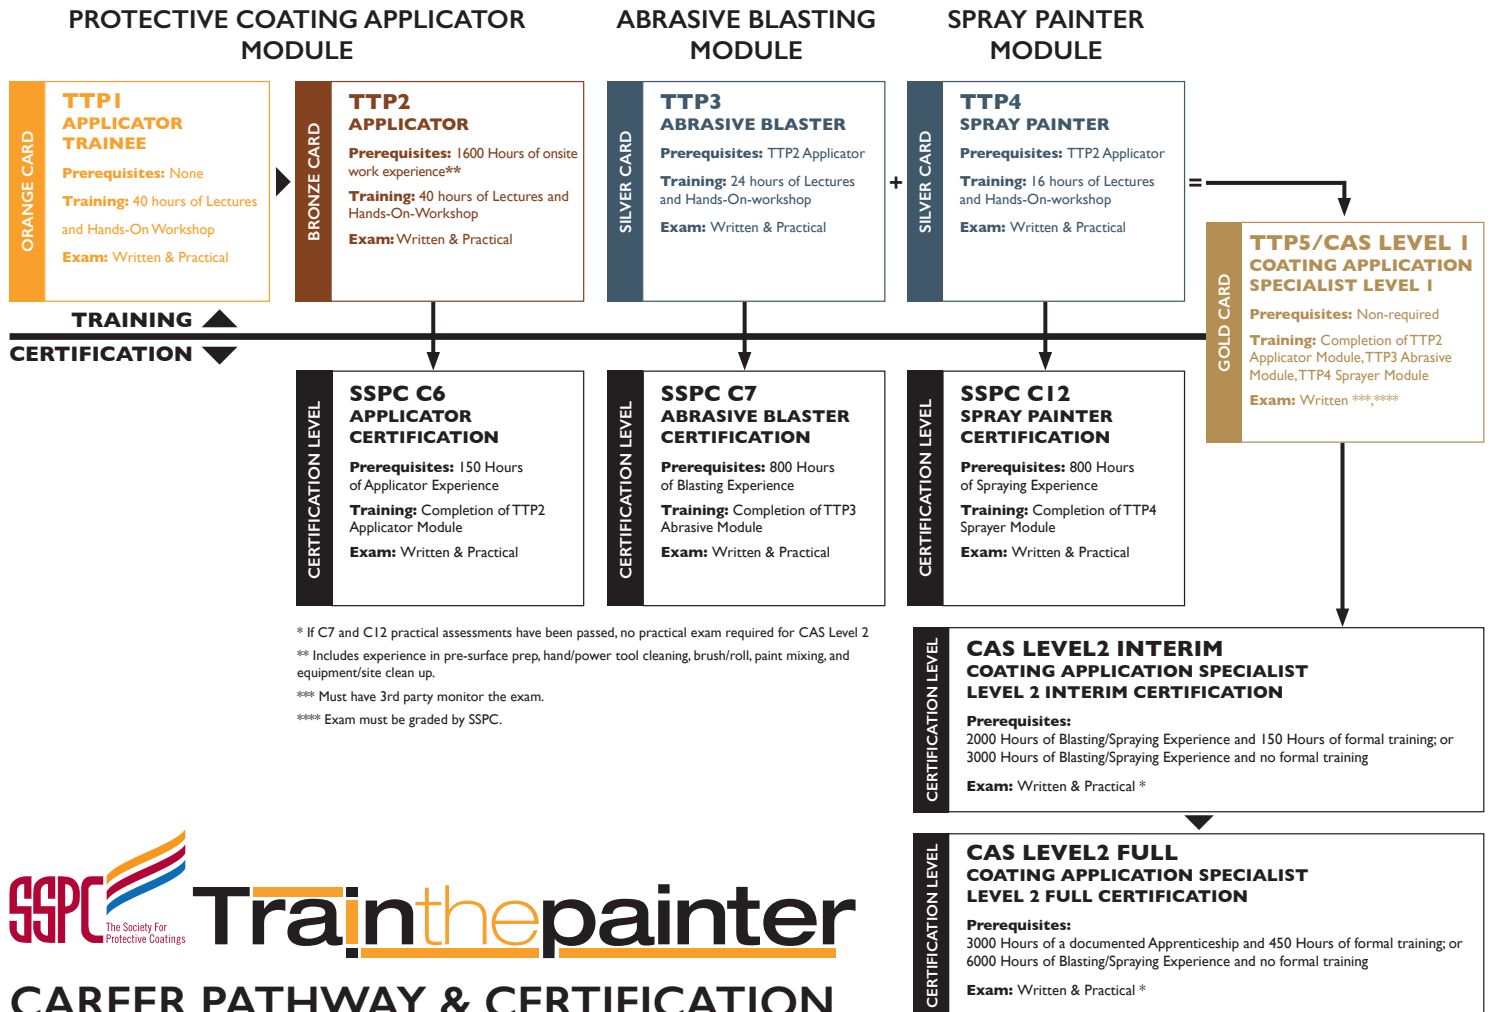 PROTECTIVE COATING APPLICATOR
MODULE
ABRASIVE BLASTING
MODULE
SPRAY PAINTER
MODULE
ORANGE CARD
TTP1
APPLICATOR
TRAINEE
Prerequisites: None
Training: 40 hours of Lectures
and Hands-On Workshop
Exam: Written & Practical
BRONZE CARD
TTP2
APPLICATOR
Prerequisites: 1600 Hours of onsite
work experience**
Training: 40 hours of Lectures and
Hands-On-Workshop
Exam: Written & Practical
SILVER CARD
TTP3
ABRASIVE BLASTER
Prerequisites: TTP2 Applicator
Training: 24 hours of Lectures
and Hands-On-workshop
Exam: Written & Practical
+
SILVER CARD
TTP4
SPRAY PAINTER
Prerequisites: TTP2 Applicator
Training: 16 hours of Lectures
and Hands-On-workshop
Exam: Written & Practical
=
GOLD CARD
TTP5/CAS LEVEL 1
COATING APPLICATION
SPECIALIST LEVEL 1
Prerequisites: Non-required
Training: Completion of TTP2
Applicator Module, TTP3 Abrasive
Module, TTP4 Sprayer Module
Exam: Written ***,****
TRAINING
CERTIFICATION
CERTIFICATION LEVEL
SSPC C6
APPLICATOR
CERTIFICATION
Prerequisites: 150 Hours
of Applicator Experience
Training: Completion of TTP2
Applicator Module
Exam: Written & Practical
CERTIFICATION LEVEL
SSPC C7
ABRASIVE BLASTER
CERTIFICATION
Prerequisites: 800 Hours
of Blasting Experience
Training: Completion of TTP3
Abrasive Module
Exam: Written & Practical
CERTIFICATION LEVEL
SSPC C12
SPRAY PAINTER
CERTIFICATION
Prerequisites: 800 Hours
of Spraying Experience
Training: Completion of TTP4
Sprayer Module
Exam: Written & Practical
* If C7 and C12 practical assessments have been passed, no practical exam required for CAS Level 2
** Includes experience in pre-surface prep, hand/power tool cleaning, brush/roll, paint mixing, and
equipment/site clean up.
*** Must have 3rd party monitor the exam.
**** Exam must be graded by SSPC.
CERTIFICATION LEVEL
CAS LEVEL2 INTERIM
COATING APPLICATION SPECIALIST
LEVEL 2 INTERIM CERTIFICATION
Prerequisites:
2000 Hours of Blasting/Spraying Experience and 150 Hours of formal training; or
3000 Hours of Blasting/Spraying Experience and no formal training
Exam: Written & Practical *
CERTIFICATION LEVEL
CAS LEVEL2 FULL
COATING APPLICATION SPECIALIST
LEVEL 2 FULL CERTIFICATION
Prerequisites:
3000 Hours of a documented Apprenticeship and 450 Hours of formal training; or
6000 Hours of Blasting/Spraying Experience and no formal training
Exam: Written & Practical *
SSPC
The Society For
Protective Coatings
Trainthepainter
CAREER PATHWAY & CERTIFICATION